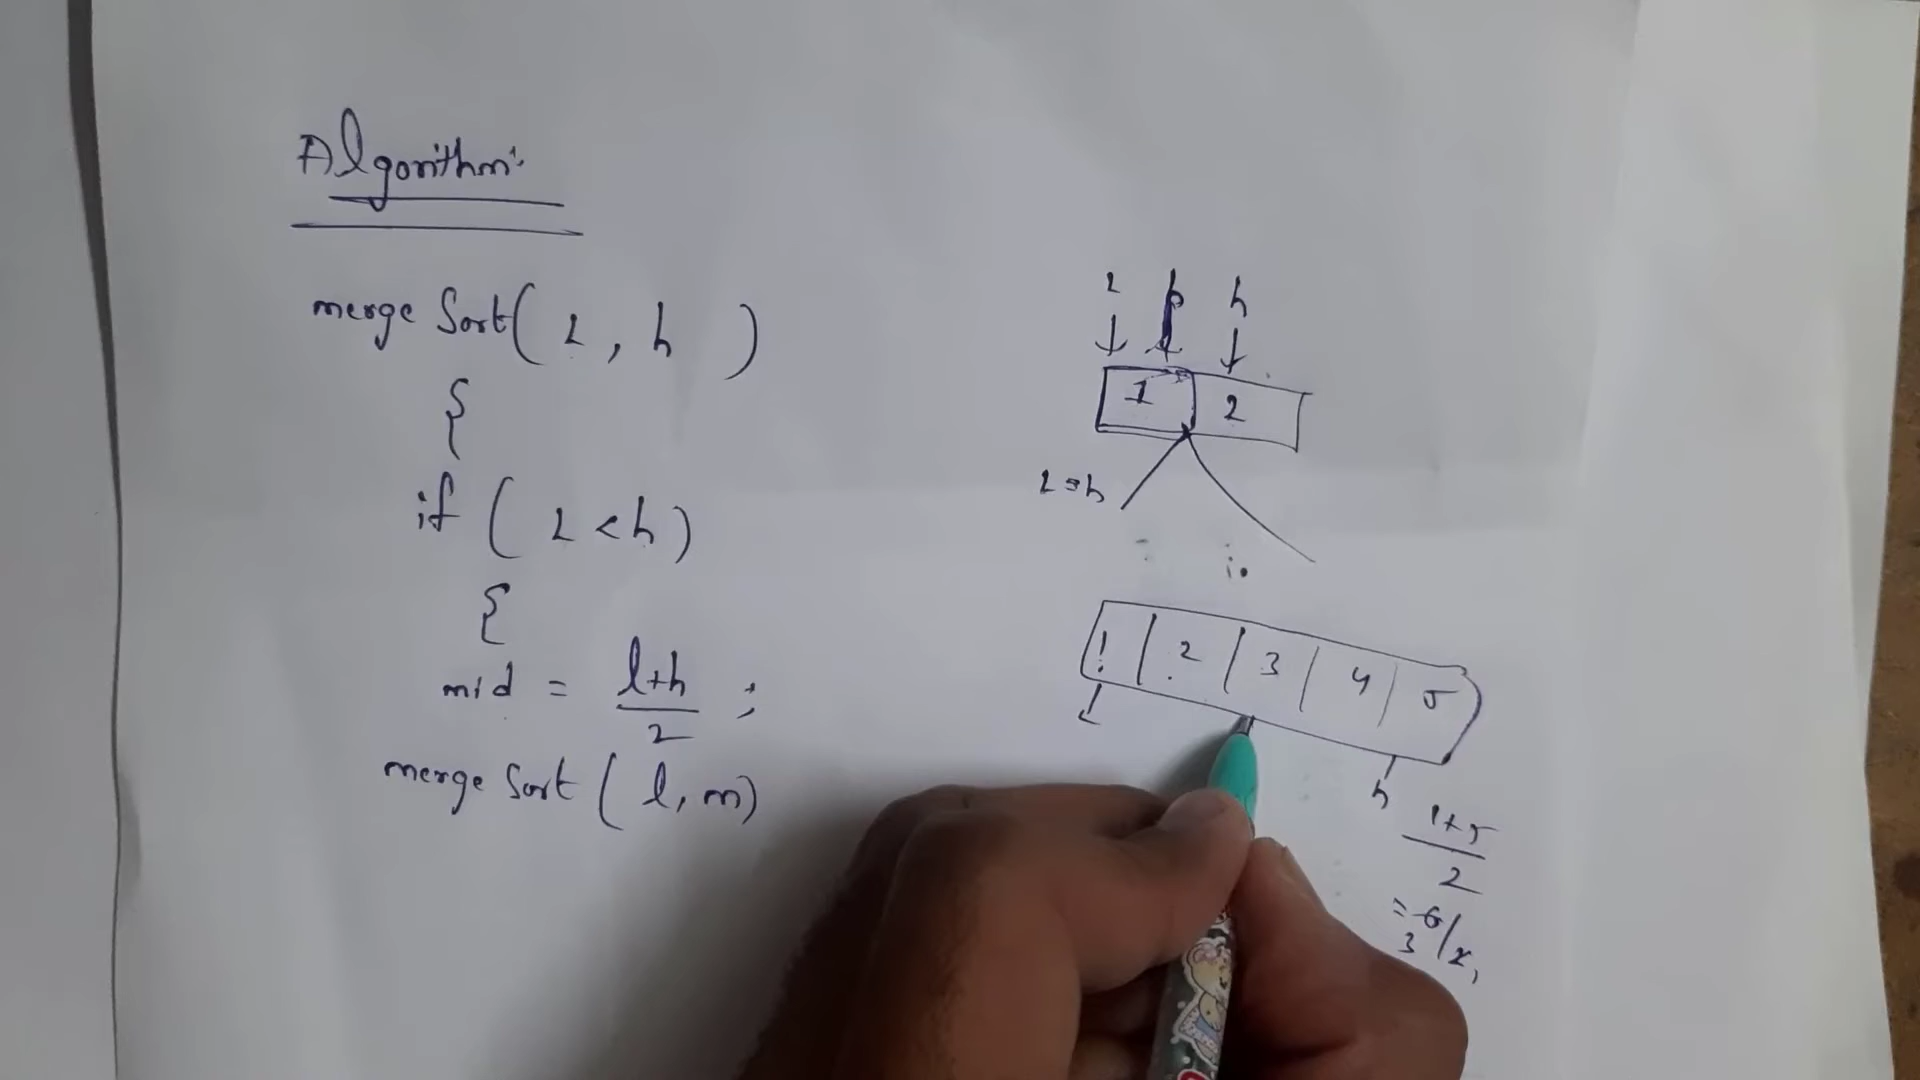 Algorithm:
merge Sort( L, h )
{
if ( L < h)
{
mid = l+h / 2 ;
merge Sort ( l, m)
l h
1 2
L = h
1 2 3 4 5
L
h
1+5
2
= 6/2,
3